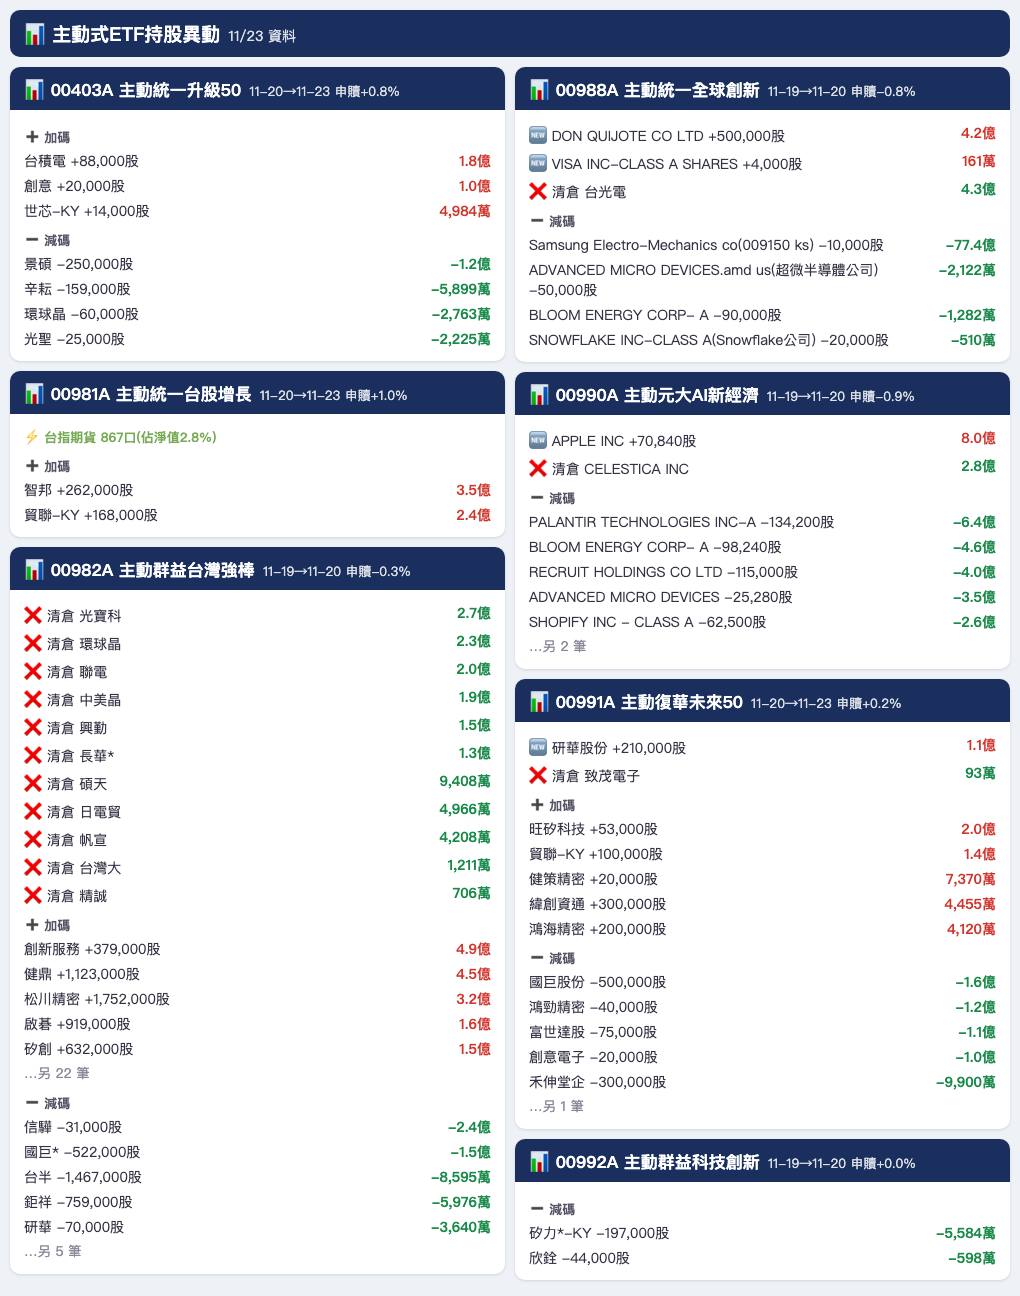 主動式ETF持股異動 11/23 資料
00403A 主動統一升級50 11-20→11-23 申贖+0.8%
加碼
台積電 +88,000股 1.8億
創意 +20,000股 1.0億
世芯-KY +14,000股 4,984萬
減碼
景碩 -250,000股 -1.2億
辛耘 -159,000股 -5,899萬
環球晶 -60,000股 -2,763萬
光聖 -25,000股 -2,225萬
00981A 主動統一台股增長 11-20→11-23 申贖+1.0%
台指期貨 867口(佔淨值2.8%)
加碼
智邦 +262,000股 3.5億
貿聯-KY +168,000股 2.4億
00982A 主動群益台灣強棒 11-19→11-20 申贖-0.3%
清倉 光寶科 2.7億
清倉 環球晶 2.3億
清倉 聯電 2.0億
清倉 中美晶 1.9億
清倉 興勤 1.5億
清倉 長華* 1.3億
清倉 碩天 9,408萬
清倉 日電貿 4,966萬
清倉 帆宣 4,208萬
清倉 台灣大 1,211萬
清倉 精誠 706萬
加碼
創新服務 +379,000股 4.9億
健鼎 +1,123,000股 4.5億
松川精密 +1,752,000股 3.2億
啟碁 +919,000股 1.6億
矽創 +632,000股 1.5億
...另 22 筆
減碼
信驊 -31,000股 -2.4億
國巨* -522,000股 -1.5億
台半 -1,467,000股 -8,595萬
鉅祥 -759,000股 -5,976萬
研華 -70,000股 -3,640萬
...另 5 筆
00988A 主動統一全球創新 11-19→11-20 申贖-0.8%
NEW DON QUIJOTE CO LTD +500,000股 4.2億
NEW VISA INC-CLASS A SHARES +4,000股 161萬
清倉 台光電 4.3億
減碼
Samsung Electro-Mechanics co(009150 ks) -10,000股 -77.4億
ADVANCED MICRO DEVICES.amd us(超微半導體公司) -2,122萬
-50,000股
BLOOM ENERGY CORP- A -90,000股 -1,282萬
SNOWFLAKE INC-CLASS A(Snowflake公司) -20,000股 -510萬
00990A 主動元大AI新經濟 11-19→11-20 申贖-0.9%
NEW APPLE INC +70,840股 8.0億
清倉 CELESTICA INC 2.8億
減碼
PALANTIR TECHNOLOGIES INC-A -134,200股 -6.4億
BLOOM ENERGY CORP- A -98,240股 -4.6億
RECRUIT HOLDINGS CO LTD -115,000股 -4.0億
ADVANCED MICRO DEVICES -25,280股 -3.5億
SHOPIFY INC - CLASS A -62,500股 -2.6億
...另 2 筆
00991A 主動復華未來50 11-20→11-23 申贖+0.2%
NEW 研華股份 +210,000股 1.1億
清倉 致茂電子 93萬
加碼
旺矽科技 +53,000股 2.0億
貿聯-KY +100,000股 1.4億
健策精密 +20,000股 7,370萬
緯創資通 +300,000股 4,455萬
鴻海精密 +200,000股 4,120萬
減碼
國巨股份 -500,000股 -1.6億
鴻勁精密 -40,000股 -1.2億
富世達股 -75,000股 -1.1億
創意電子 -20,000股 -1.0億
禾伸堂企 -300,000股 -9,900萬
...另 1 筆
00992A 主動群益科技創新 11-19→11-20 申贖+0.0%
減碼
矽力*-KY -197,000股 -5,584萬
欣銓 -44,000股 -598萬